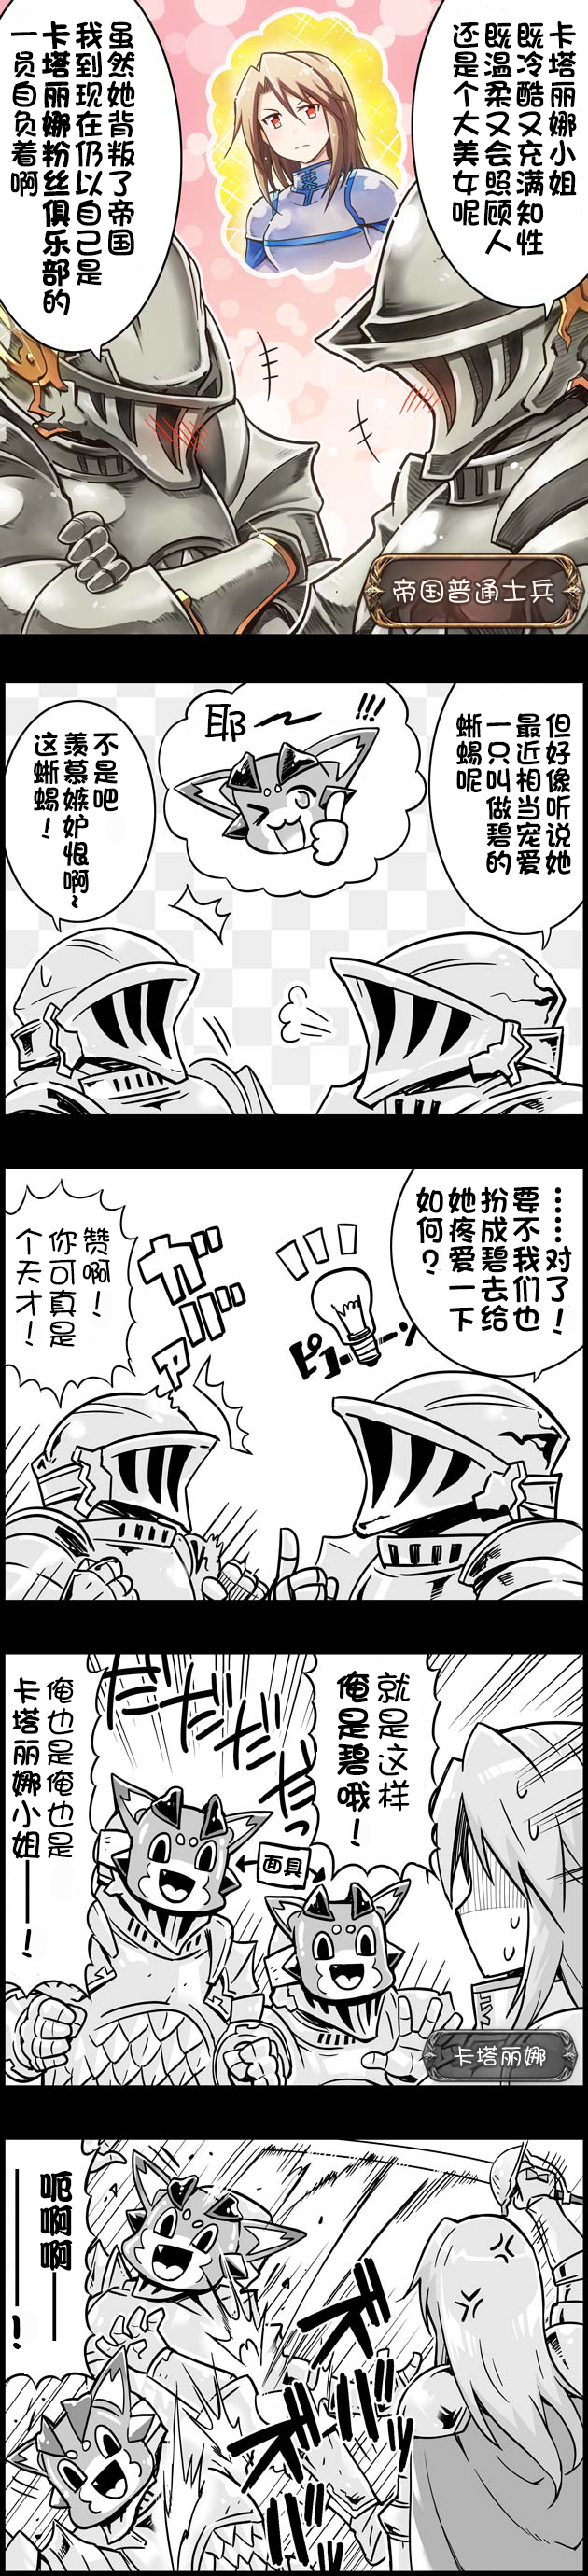 卡塔丽娜小姐
既冷酷又充满知性
既温柔又会照顾人
还是个大美女呢
虽然她背叛了帝国
我到现在仍以自己是
卡塔丽娜粉丝俱乐部的
一员自负着啊
帝国普通士兵
但好像听说她
最近相当宠爱
一只叫做碧的
蜥蜴呢
耶
!!!
不是吧
羡慕嫉妒恨啊~
这蜥蜴！
……对了！
要不我们也
扮成碧去给
她疼爱一下
如何？
ピューーン
ガバァ
赞啊！
你可真是
个天才！
就是这样
俺是碧哦！
だだだだっ
面具
俺也是俺也是
卡塔丽娜小姐——！
卡塔丽娜
ズズズ
呃啊啊——
——！